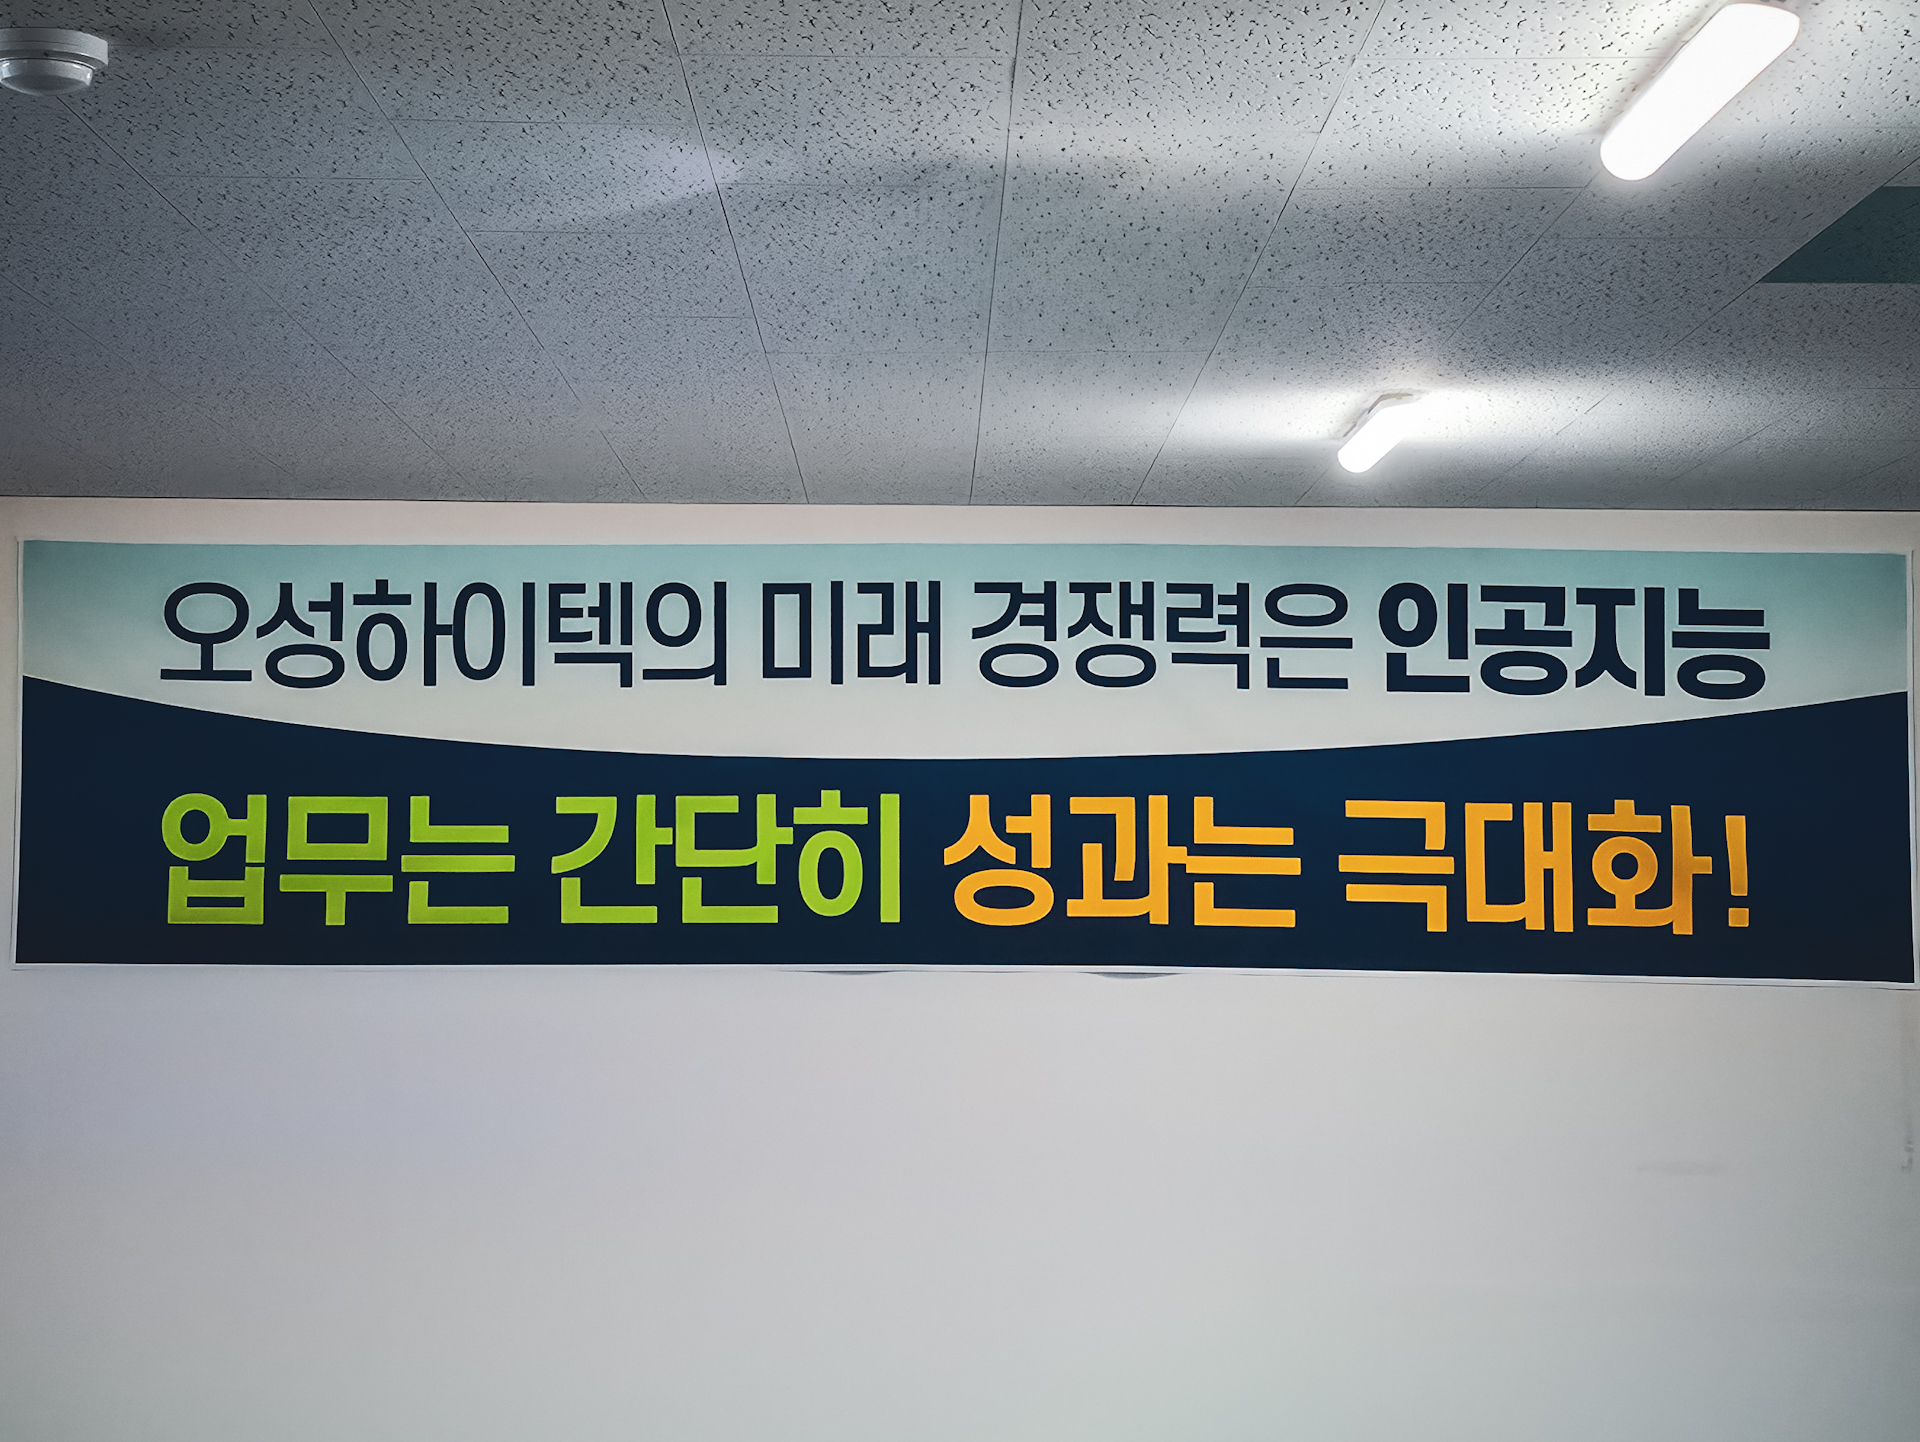 오성하이텍의 미래 경쟁력은 인공지능
업무는 간단히 성과는 극대화!